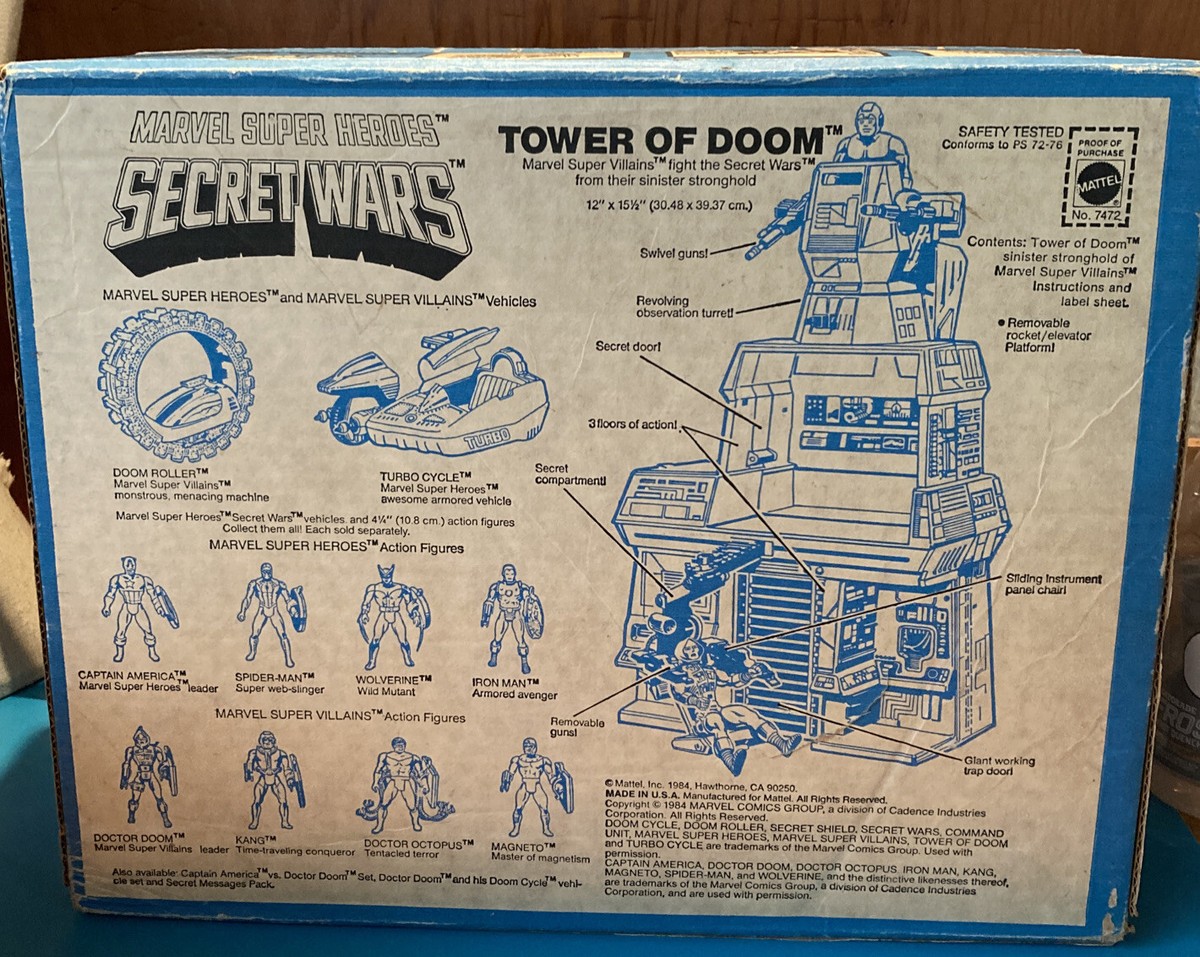 MARVEL SUPER HEROES™
SECRET WARS™
TOWER OF DOOM™
Marvel Super Villains™ fight the Secret Wars™
from their sinister stronghold
12" x 15½" (30.48 x 39.37 cm.)
SAFETY TESTED
Conforms to PS 72-76
PROOF OF
PURCHASE
MATTEL®
No. 7472
Contents: Tower of Doom™
sinister stronghold of
Marvel Super Villains™
Instructions and
label sheet.
• Removable
rocket/elevator
Platform!
Swivel guns!
Revolving
observation turret!
Secret door!
3 floors of action!
Secret
compartment!
Sliding instrument
panel chair!
Removable
guns!
Giant working
trap door!
MARVEL SUPER HEROES™ and MARVEL SUPER VILLAINS™ Vehicles
TURBO
DOOM ROLLER™
Marvel Super Villains™
monstrous, menacing machine
TURBO CYCLE™
Marvel Super Heroes™
awesome armored vehicle
Marvel Super Heroes™ Secret Wars™ vehicles and 4¼" (10.8 cm.) action figures
Collect them all! Each sold separately.
MARVEL SUPER HEROES™ Action Figures
CAPTAIN AMERICA™
Marvel Super Heroes™ leader
SPIDER-MAN™
Super web-slinger
WOLVERINE™
Wild Mutant
IRON MAN™
Armored avenger
MARVEL SUPER VILLAINS™ Action Figures
DOCTOR DOOM™
Marvel Super Villains leader
KANG™
Time-traveling conqueror
DOCTOR OCTOPUS™
Tentacled terror
MAGNETO™
Master of magnetism
Also available: Captain America™ vs. Doctor Doom™ Set, Doctor Doom™ and his Doom Cycle™ vehi-
cle set and Secret Messages Pack.
© Mattel, Inc. 1984, Hawthorne, CA 90250.
MADE IN U.S.A. Manufactured for Mattel. All Rights Reserved.
Copyright © 1984 MARVEL COMICS GROUP, a division of Cadence Industries
Corporation. All Rights Reserved.
DOOM CYCLE, DOOM ROLLER, SECRET SHIELD, SECRET WARS, COMMAND
UNIT, MARVEL SUPER HEROES, MARVEL SUPER VILLAINS, TOWER OF DOOM
and TURBO CYCLE are trademarks of the Marvel Comics Group. Used with
permission.
CAPTAIN AMERICA, DOCTOR DOOM, DOCTOR OCTOPUS, IRON MAN, KANG,
MAGNETO, SPIDER-MAN, and WOLVERINE, and the distinctive likenesses thereof,
are trademarks of the Marvel Comics Group, a division of Cadence Industries
Corporation, and are used with permission.